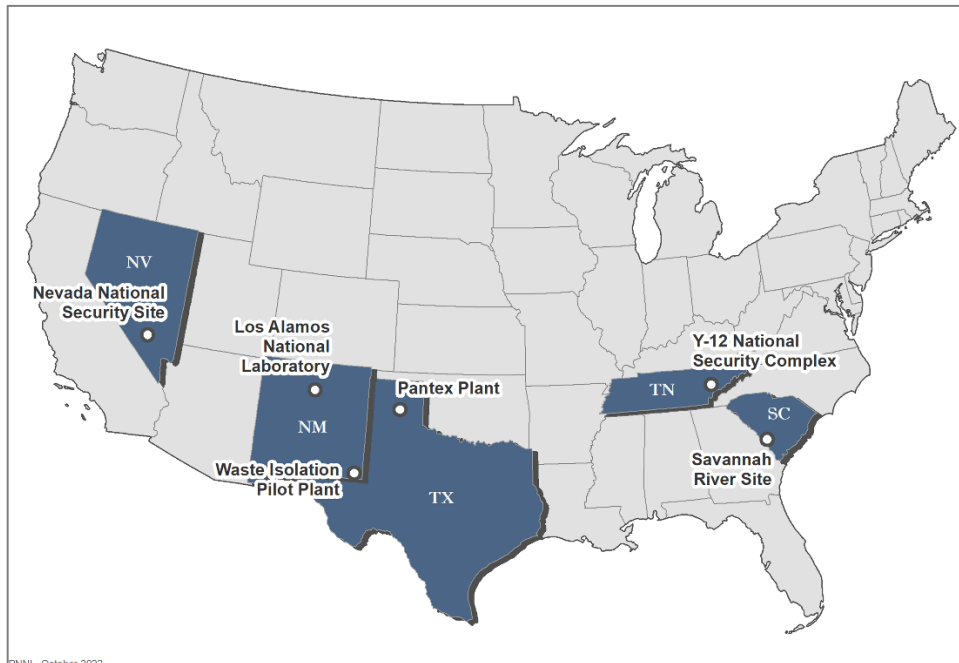 NV
Nevada National
Security Site
Los Alamos
National
Laboratory
NM
Waste Isolation
Pilot Plant
Pantex Plant
TX
Y-12 National
Security Complex
TN
SC
Savannah
River Site